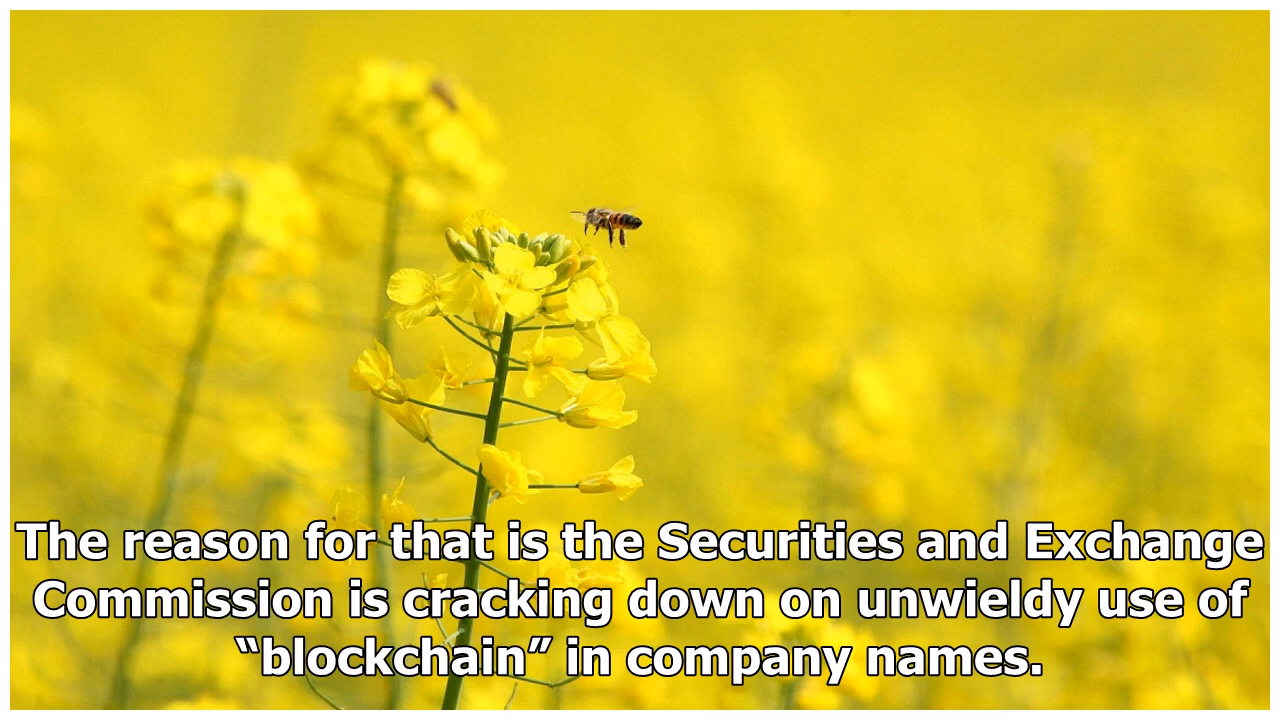 The reason for that is the Securities and Exchange
Commission is cracking down on unwieldy use of
“blockchain” in company names.